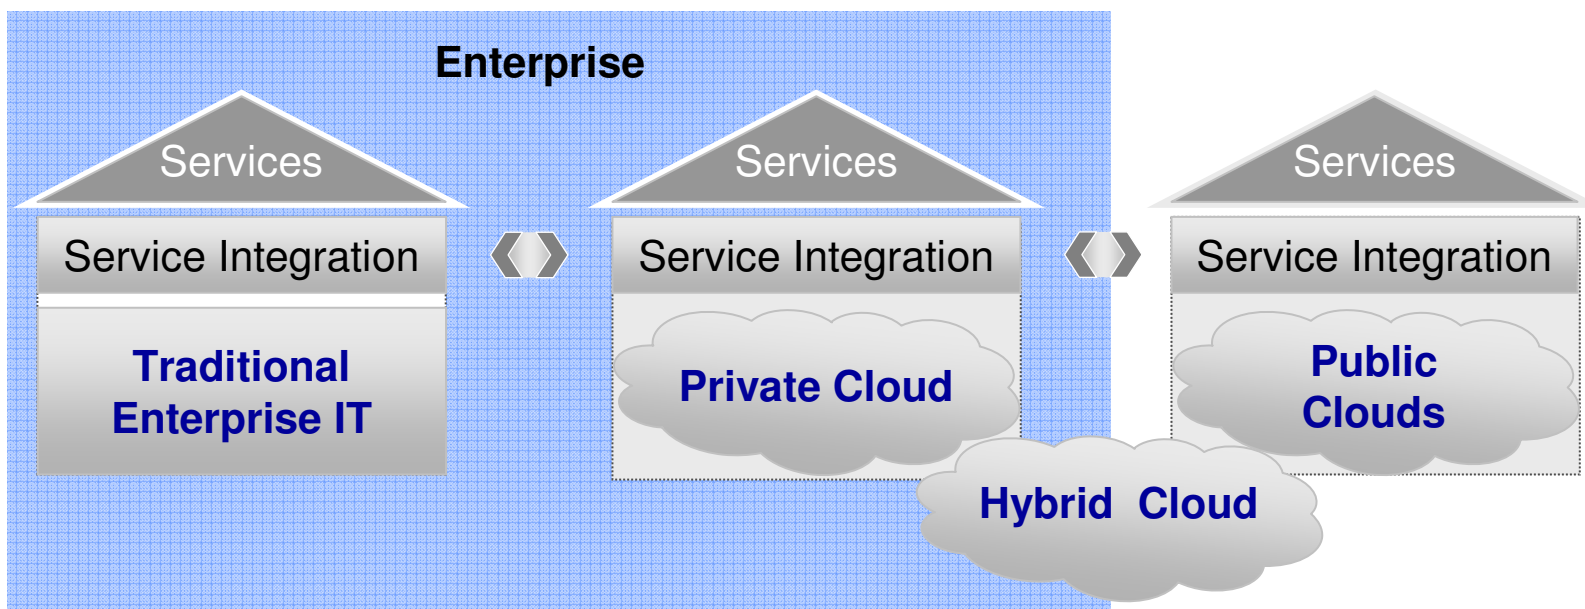 Enterprise
Services
Services
Services
Service Integration
Service Integration
Service Integration
Traditional
Enterprise IT
Private Cloud
Public
Clouds
Hybrid Cloud